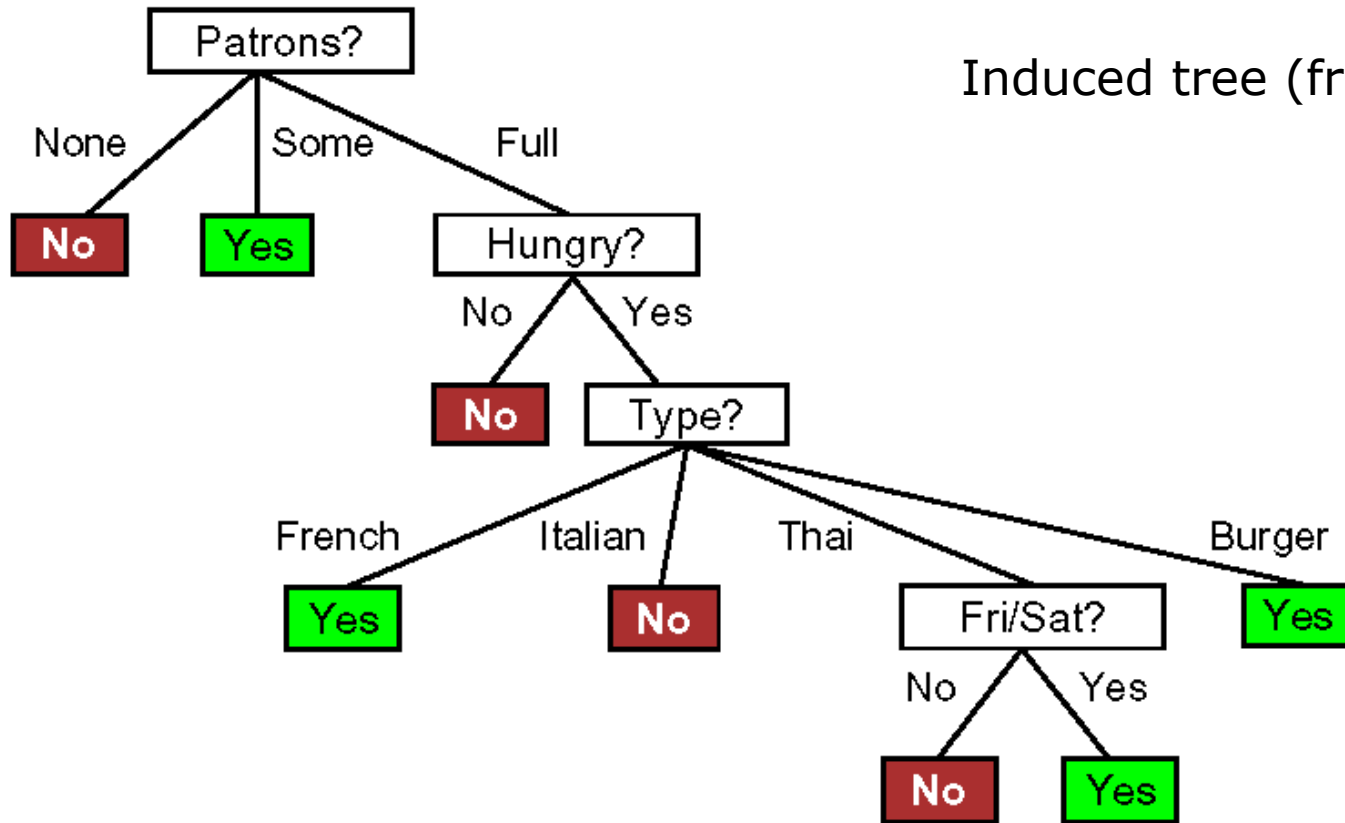 Patrons?
Induced tree (fr
None Some Full
No Yes Hungry?
No Yes
No Type?
French Italian Thai Burger
Yes No Fri/Sat? Yes
No Yes
No Yes